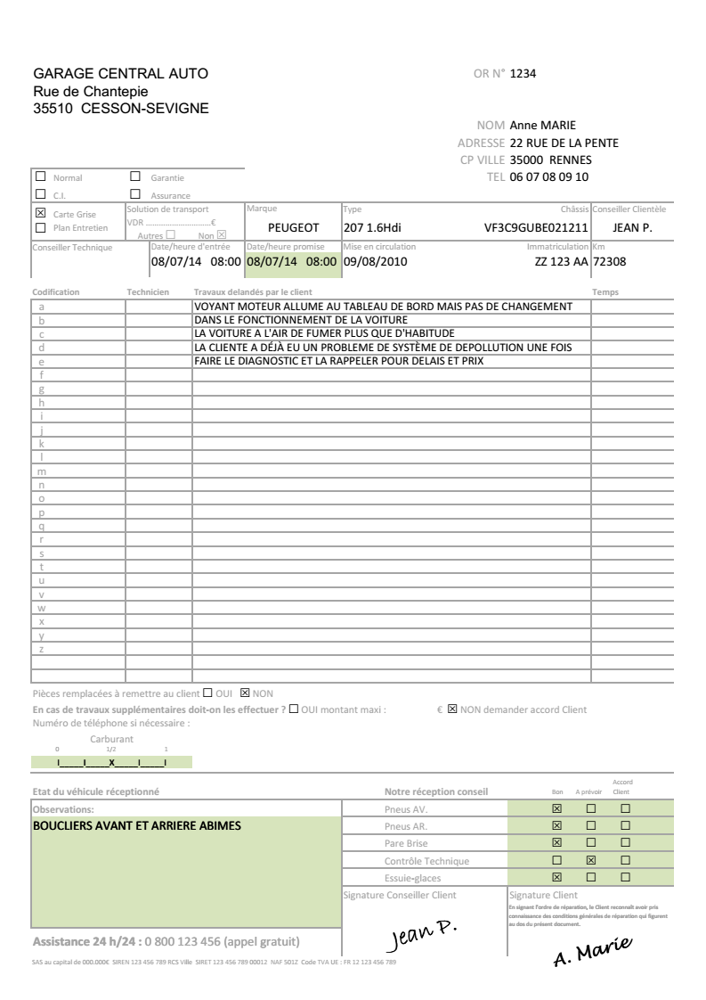 GARAGE CENTRAL AUTO
Rue de Chantepie
35510 CESSON-SEVIGNE
OR N° 1234
NOM Anne MARIE
ADRESSE 22 RUE DE LA PENTE
CP VILLE 35000 RENNES
TEL 06 07 08 09 10
☐ Normal ☐ Garantie
☐ C.I. ☐ Assurance
☒ Carte Grise
☐ Plan Entretien
Solution de transport
VDR ............................€
Autres ☐ Non ☒
Marque
PEUGEOT
Type
207 1.6Hdi
Châssis
VF3C9GUBE021211
Conseiller Clientèle
JEAN P.
Conseiller Technique
Date/heure d'entrée
08/07/14 08:00
Date/heure promise
08/07/14 08:00
Mise en circulation
09/08/2010
Immatriculation
ZZ 123 AA
Km
72308
Codification Technicien Travaux delandés par le client Temps
a VOYANT MOTEUR ALLUME AU TABLEAU DE BORD MAIS PAS DE CHANGEMENT
b DANS LE FONCTIONNEMENT DE LA VOITURE
c LA VOITURE A L'AIR DE FUMER PLUS QUE D'HABITUDE
d LA CLIENTE A DÉJÀ EU UN PROBLEME DE SYSTÈME DE DEPOLLUTION UNE FOIS
e FAIRE LE DIAGNOSTIC ET LA RAPPELER POUR DELAIS ET PRIX
f
g
h
i
j
k
l
m
n
o
p
q
r
s
t
u
v
w
x
y
z
Pièces remplacées à remettre au client ☐ OUI ☒ NON
En cas de travaux supplémentaires doit-on les effectuer ? ☐ OUI montant maxi : € ☒ NON demander accord Client
Numéro de téléphone si nécessaire :
Carburant
0 1/2 1
I_____I_____X_____I_____I
Etat du véhicule réceptionné
Observations:
BOUCLIERS AVANT ET ARRIERE ABIMES
Assistance 24 h/24 : 0 800 123 456 (appel gratuit)
Notre réception conseil Bon A prévoir Accord Client
Pneus AV. ☒ ☐ ☐
Pneus AR. ☒ ☐ ☐
Pare Brise ☒ ☐ ☐
Contrôle Technique ☐ ☒ ☐
Essuie-glaces ☒ ☐ ☐
Signature Conseiller Client
Jean P.
Signature Client
En signant l'ordre de réparation, le Client reconnaît avoir pris
connaissance des conditions générales de réparation qui figurent
au dos du présent document.
A. Marie
SAS au capital de 000.000€ SIREN 123 456 789 RCS Ville SIRET 123 456 789 00012 NAF 501Z Code TVA UE : FR 12 123 456 789